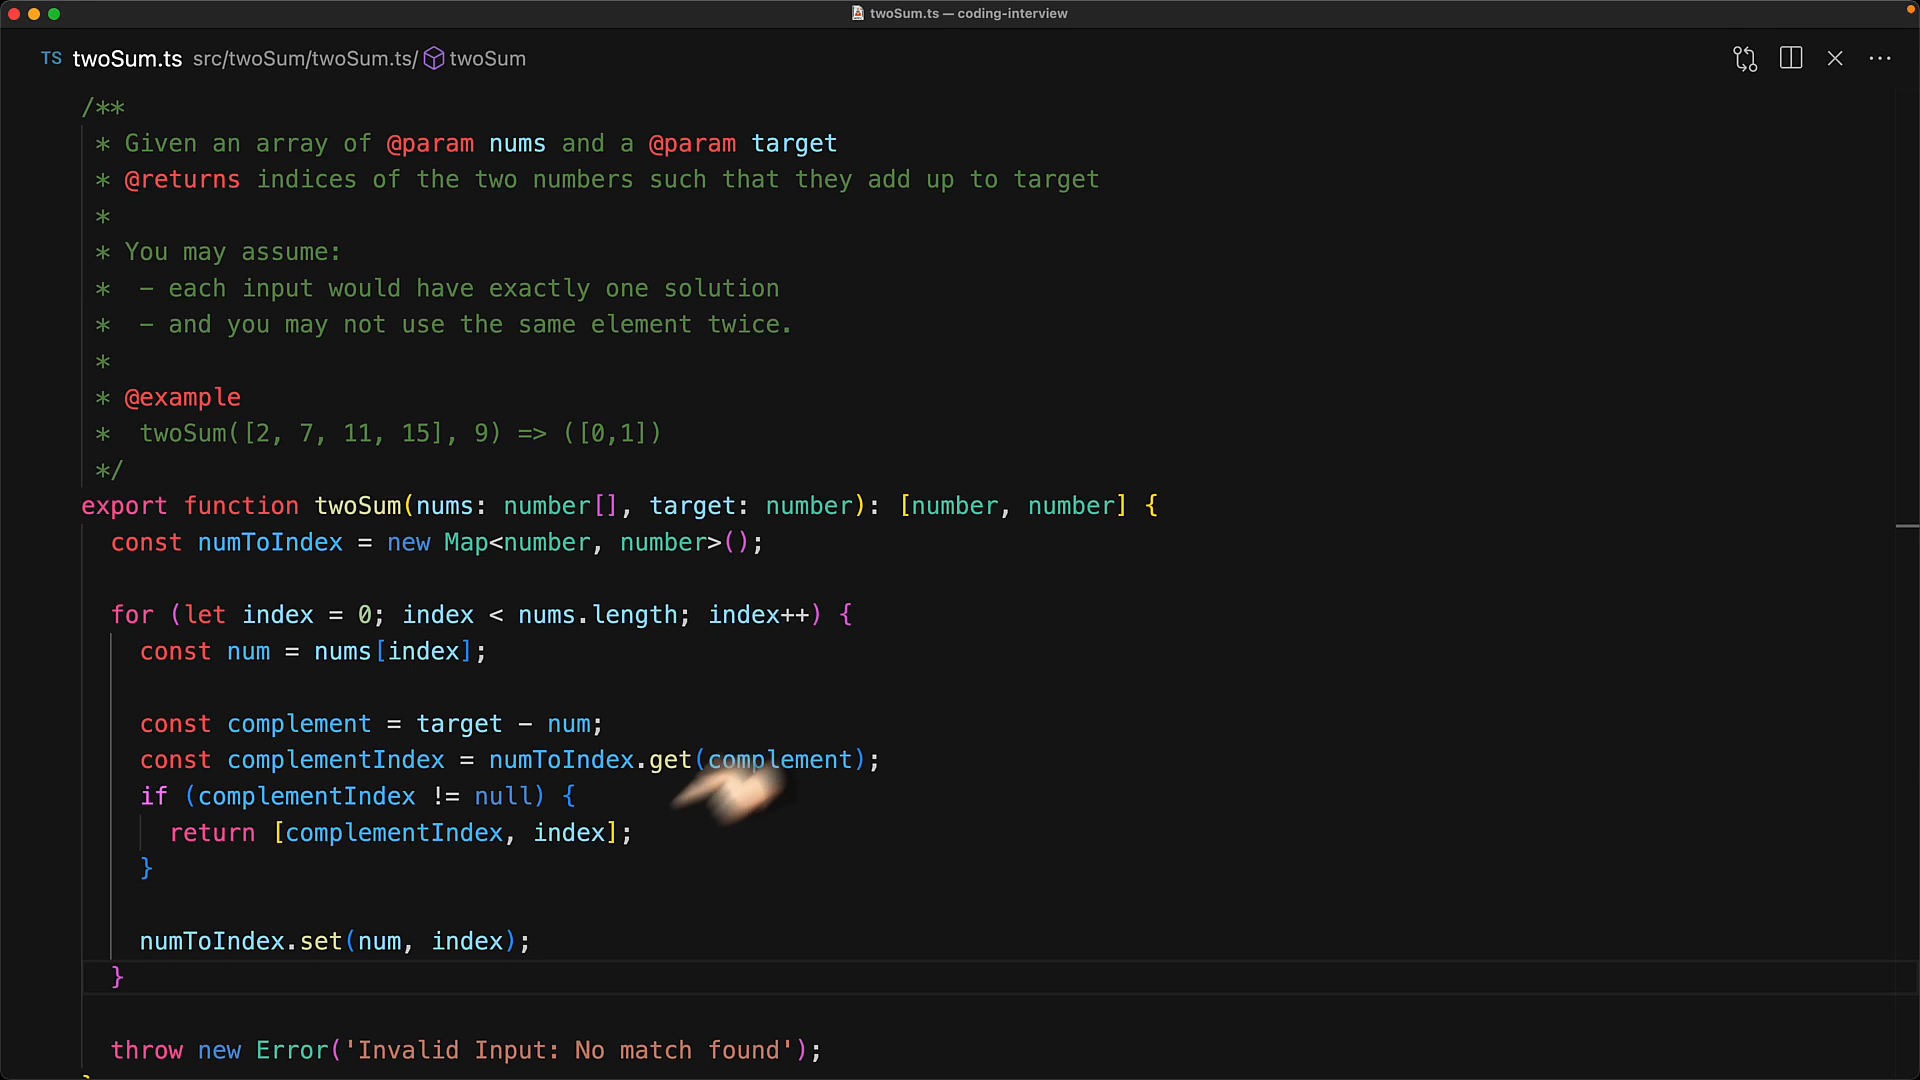 twoSum.ts — coding-interview
TS twoSum.ts src/twoSum/twoSum.ts/ twoSum
/**
* Given an array of @param nums and a @param target
* @returns indices of the two numbers such that they add up to target
*
* You may assume:
* - each input would have exactly one solution
* - and you may not use the same element twice.
*
* @example
* twoSum([2, 7, 11, 15], 9) => ([0,1])
*/
export function twoSum(nums: number[], target: number): [number, number] {
const numToIndex = new Map<number, number>();
for (let index = 0; index < nums.length; index++) {
const num = nums[index];
const complement = target - num;
const complementIndex = numToIndex.get(complement);
if (complementIndex != null) {
return [complementIndex, index];
}
numToIndex.set(num, index);
}
throw new Error('Invalid Input: No match found');